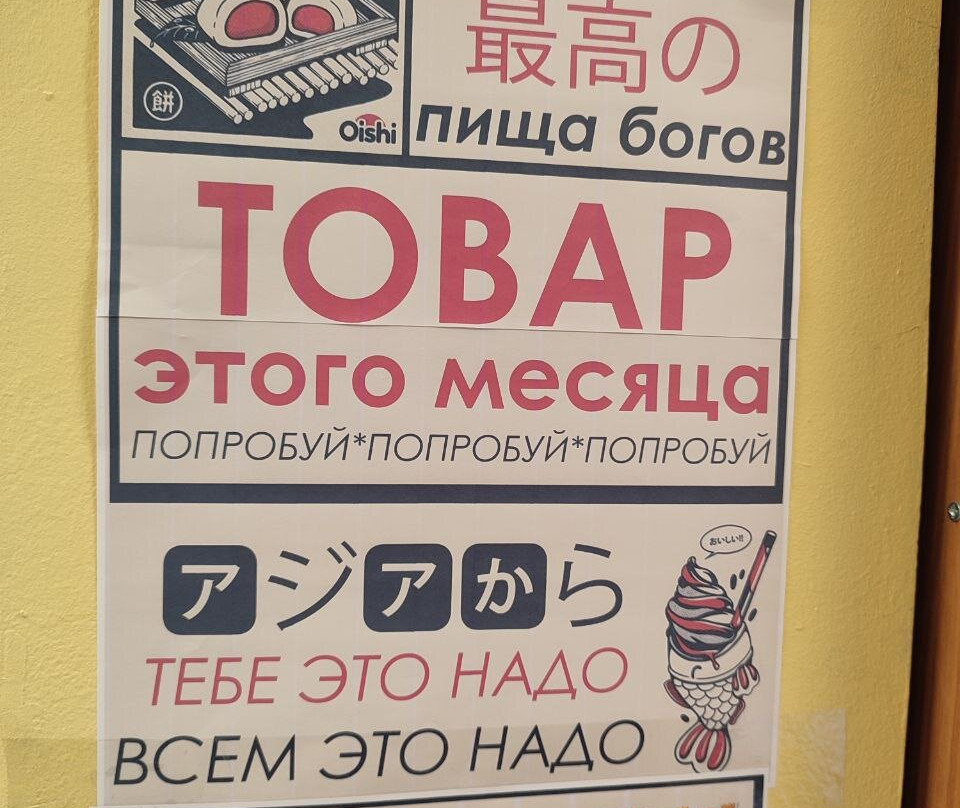 最高の
餅
Oishi
пища богов
ТОВАР
этого месяца
ПОПРОБУЙ*ПОПРОБУЙ*ПОПРОБУЙ
おいしい!!
アジアから
ТЕБЕ ЭТО НАДО
ВСЕМ ЭТО НАДО